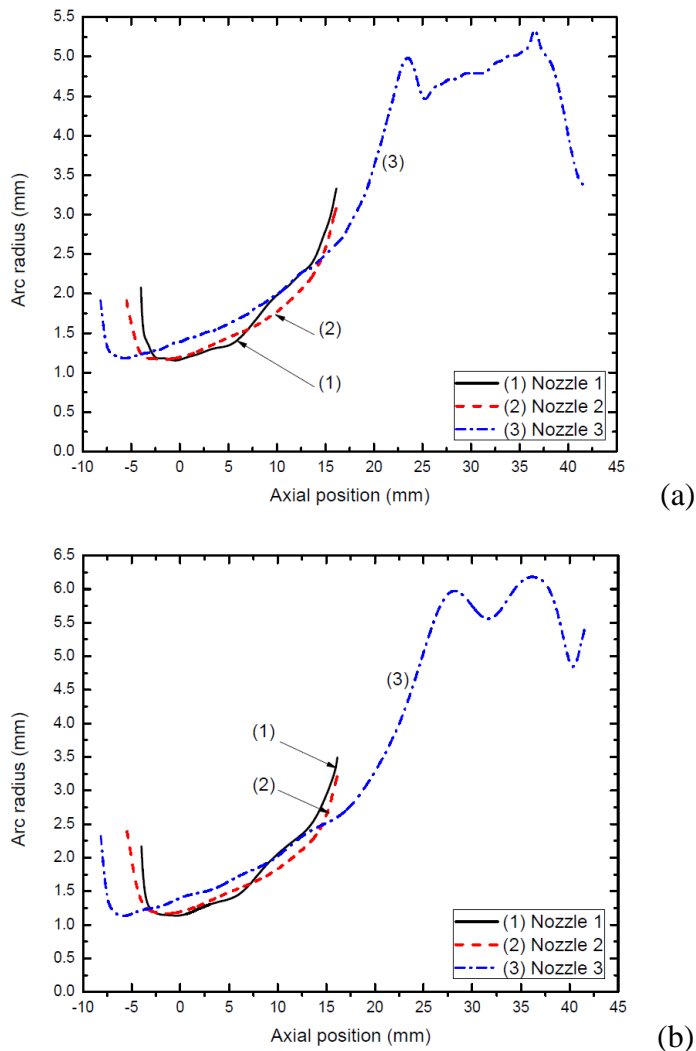 5.5
5.0
4.5
4.0
3.5
3.0
2.5
2.0
1.5
1.0
0.5
0.0
Arc radius (mm)
(3)
(2)
(1)
(1) Nozzle 1
(2) Nozzle 2
(3) Nozzle 3
-10 -5 0 5 10 15 20 25 30 35 40 45
Axial position (mm)
(a)
6.5
6.0
5.5
5.0
4.5
4.0
3.5
3.0
2.5
2.0
1.5
1.0
0.5
0.0
Arc radius (mm)
(3)
(1)
(2)
(1) Nozzle 1
(2) Nozzle 2
(3) Nozzle 3
-10 -5 0 5 10 15 20 25 30 35 40 45
Axial position (mm)
(b)